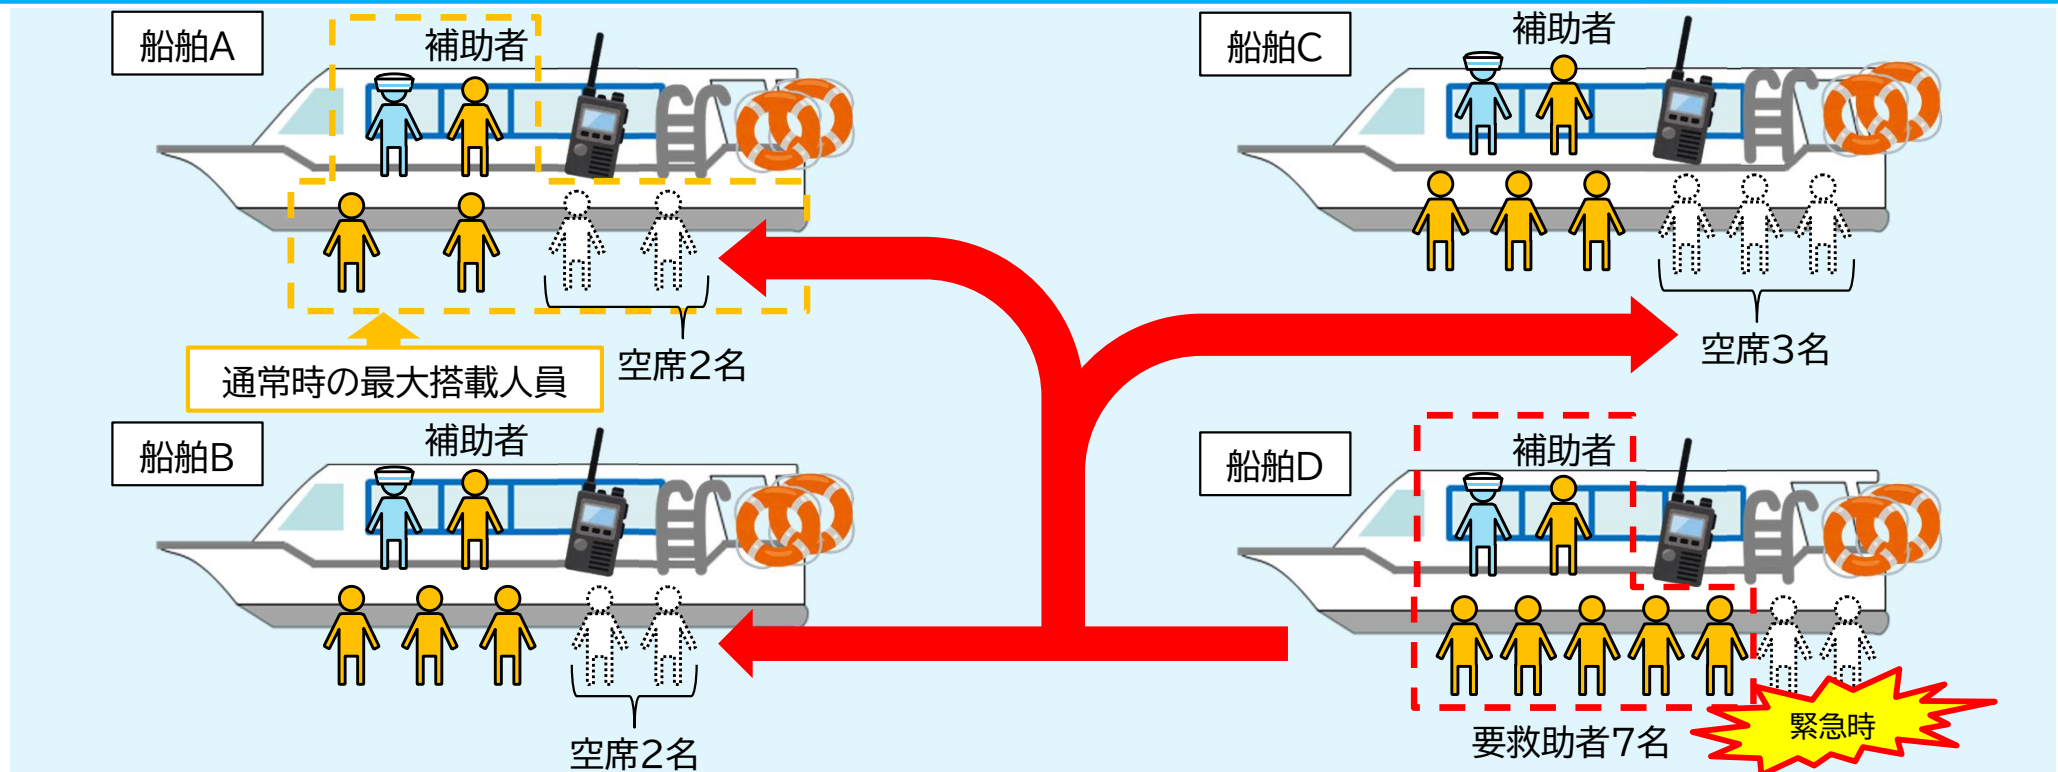 船舶A
補助者
空席2名
通常時の最大搭載人員
船舶B
補助者
空席2名
船舶C
補助者
空席3名
船舶D
補助者
要救助者7名
緊急時